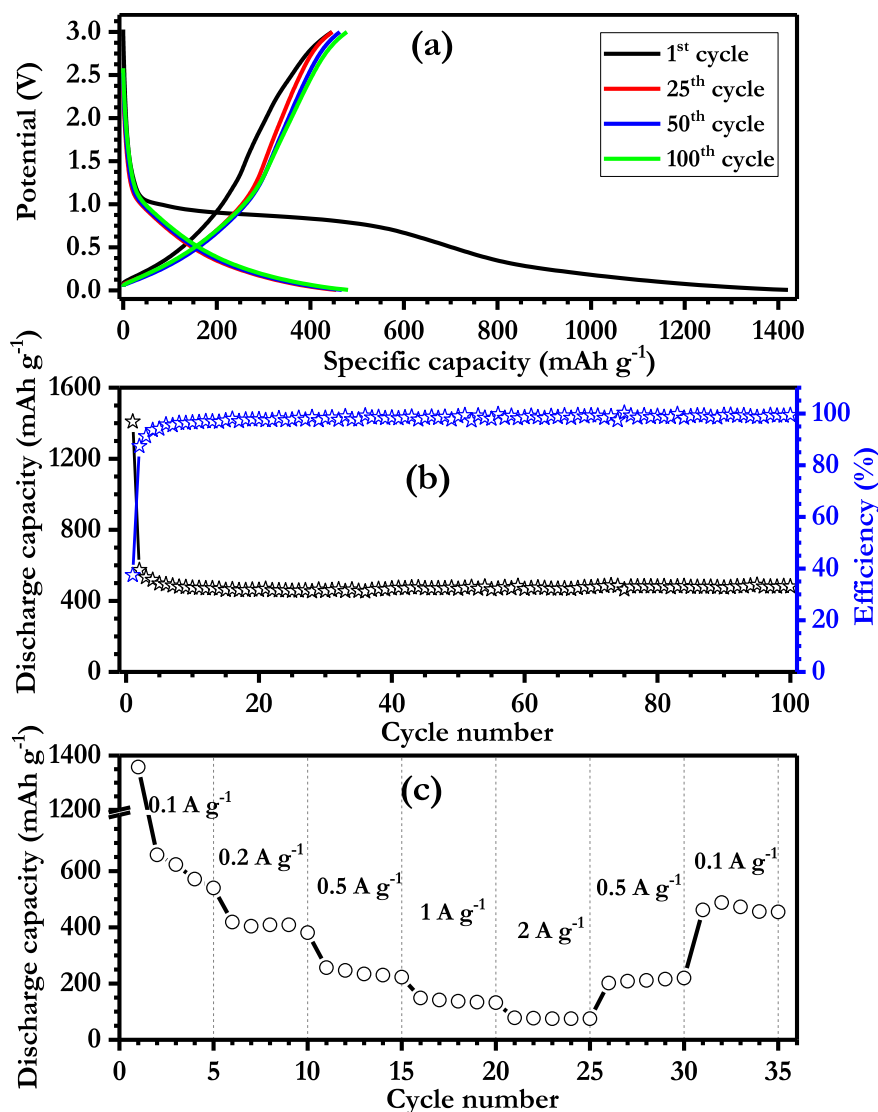 (a)
1st cycle
25th cycle
50th cycle
100th cycle
Potential (V)
3.0
2.5
2.0
1.5
1.0
0.5
0.0
0 200 400 600 800 1000 1200 1400
Specific capacity (mAh g-1)
(b)
Discharge capacity (mAh g-1)
1600
1200
800
400
0
Efficiency (%)
100
80
60
40
20
0
0 20 40 60 80 100
Cycle number
(c)
Discharge capacity (mAh g-1)
1400
1200
600
400
200
0
0.1 A g-1
0.2 A g-1
0.5 A g-1
1 A g-1
2 A g-1
0.5 A g-1
0.1 A g-1
0 5 10 15 20 25 30 35
Cycle number